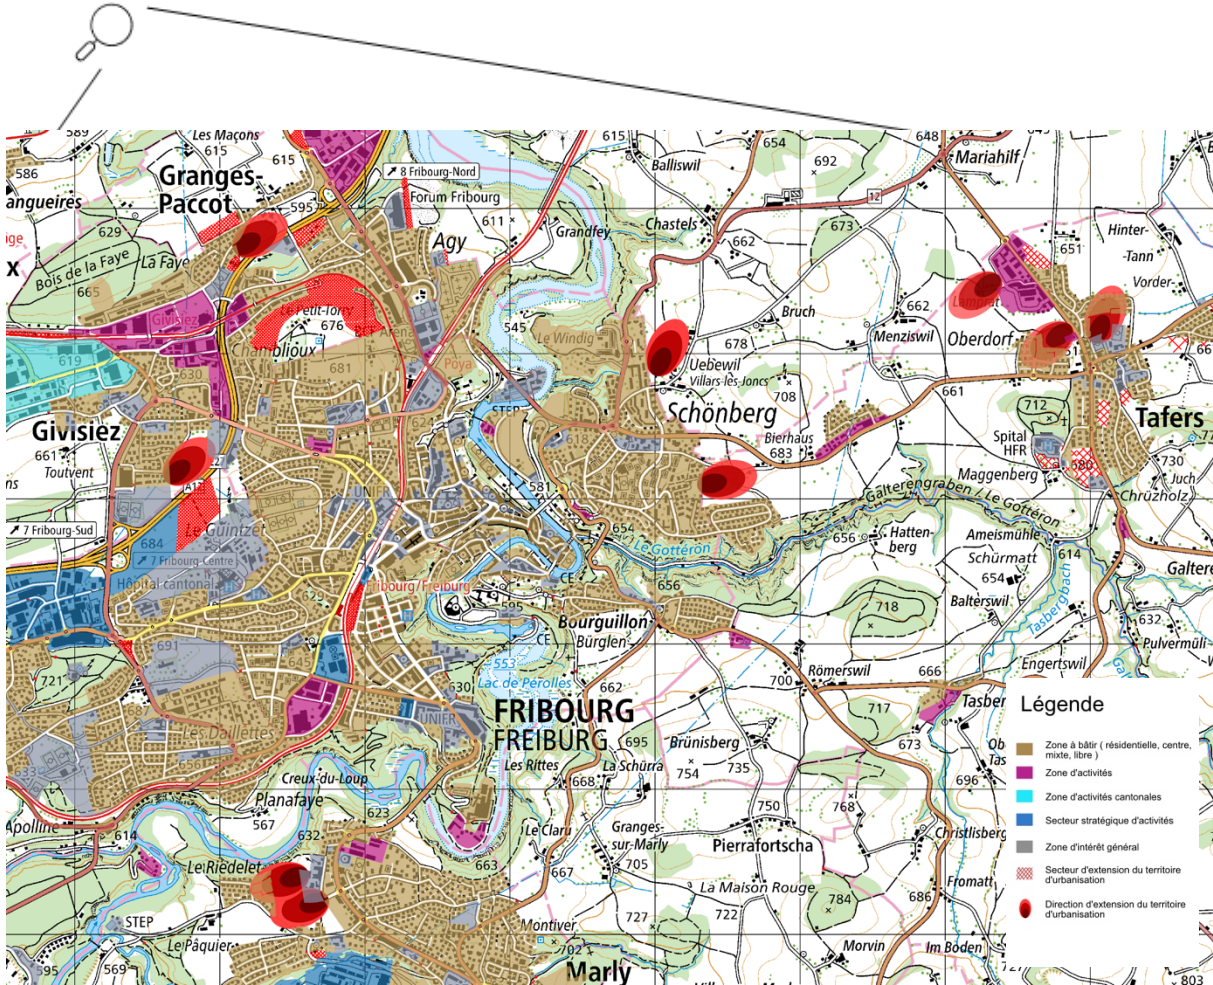 589
Les Maçons
615
615
586
Granges-
Paccot
595
angueires
629
La Faye
Bois de la Faye
665
8 Fribourg-Nord
Forum Fribourg
Agy
611
Grandfey
615
Balliswil
654
692
648
Mariahilf
12
Chastels
662
673
651
Hinter-
-Tann
Vorder-
Givisiez
Le Petit-Torry
676
545
Le Windig
Bruch
678
662
Menziswil
Lamprat
Oberdorf
619
Chamblioux
681
Poya
Uebewil
Villars-les-Joncs
708
661
STEP
Schönberg
Bierhaus
683
712
Tafers
Givisiez
661
Toutvent
618
Spital
HFR
Maggenberg
580
730
Juch
Chrüzholz
UNIFR
581
Galterengraben / Le Gottéron
7 Fribourg-Sud
Le Guintzet
684
7 Fribourg-Centre
Hôpital cantonal
654
Le Gottéron
656
Hatten-
berg
Ameismühle
614
Schürmatt
654
Galtere
Fribourg/Freiburg
CE
656
718
Balterswil
Tasbergbach
595
Bourguillon
Bürglen
632
Pulvermüli
691
721
645
CE
553
Lac de Pérolles
662
630
Römerswil
700
666
Engertswil
Tasber
FRIBOURG
FREIBURG
UNIFR
Les Daillettes
656
633
695
Brünisberg
717
673
Les Rittes
La Schürra
754
735
696
Creux-du-Loup
Planafaye
567
623
668
Apolline
614
632
750
768
Christlisberg
Le Claru
Granges-
sur-Marly
Pierrafortscha
Le Riedelet
663
667
705
La Maison Rouge
Fromatt
784
686
STEP
Le Pâquier
Montiver
727
722
702
Morvin
Im Boden
595
569
Marly
727
803
Légende
Zone à bâtir ( résidentielle, centre,
mixte, libre )
Zone d'activités
Zone d'activités cantonales
Secteur stratégique d'activités
Zone d'intérêt général
Secteur d'extension du territoire
d'urbanisation
Direction d'extension du territoire
d'urbanisation